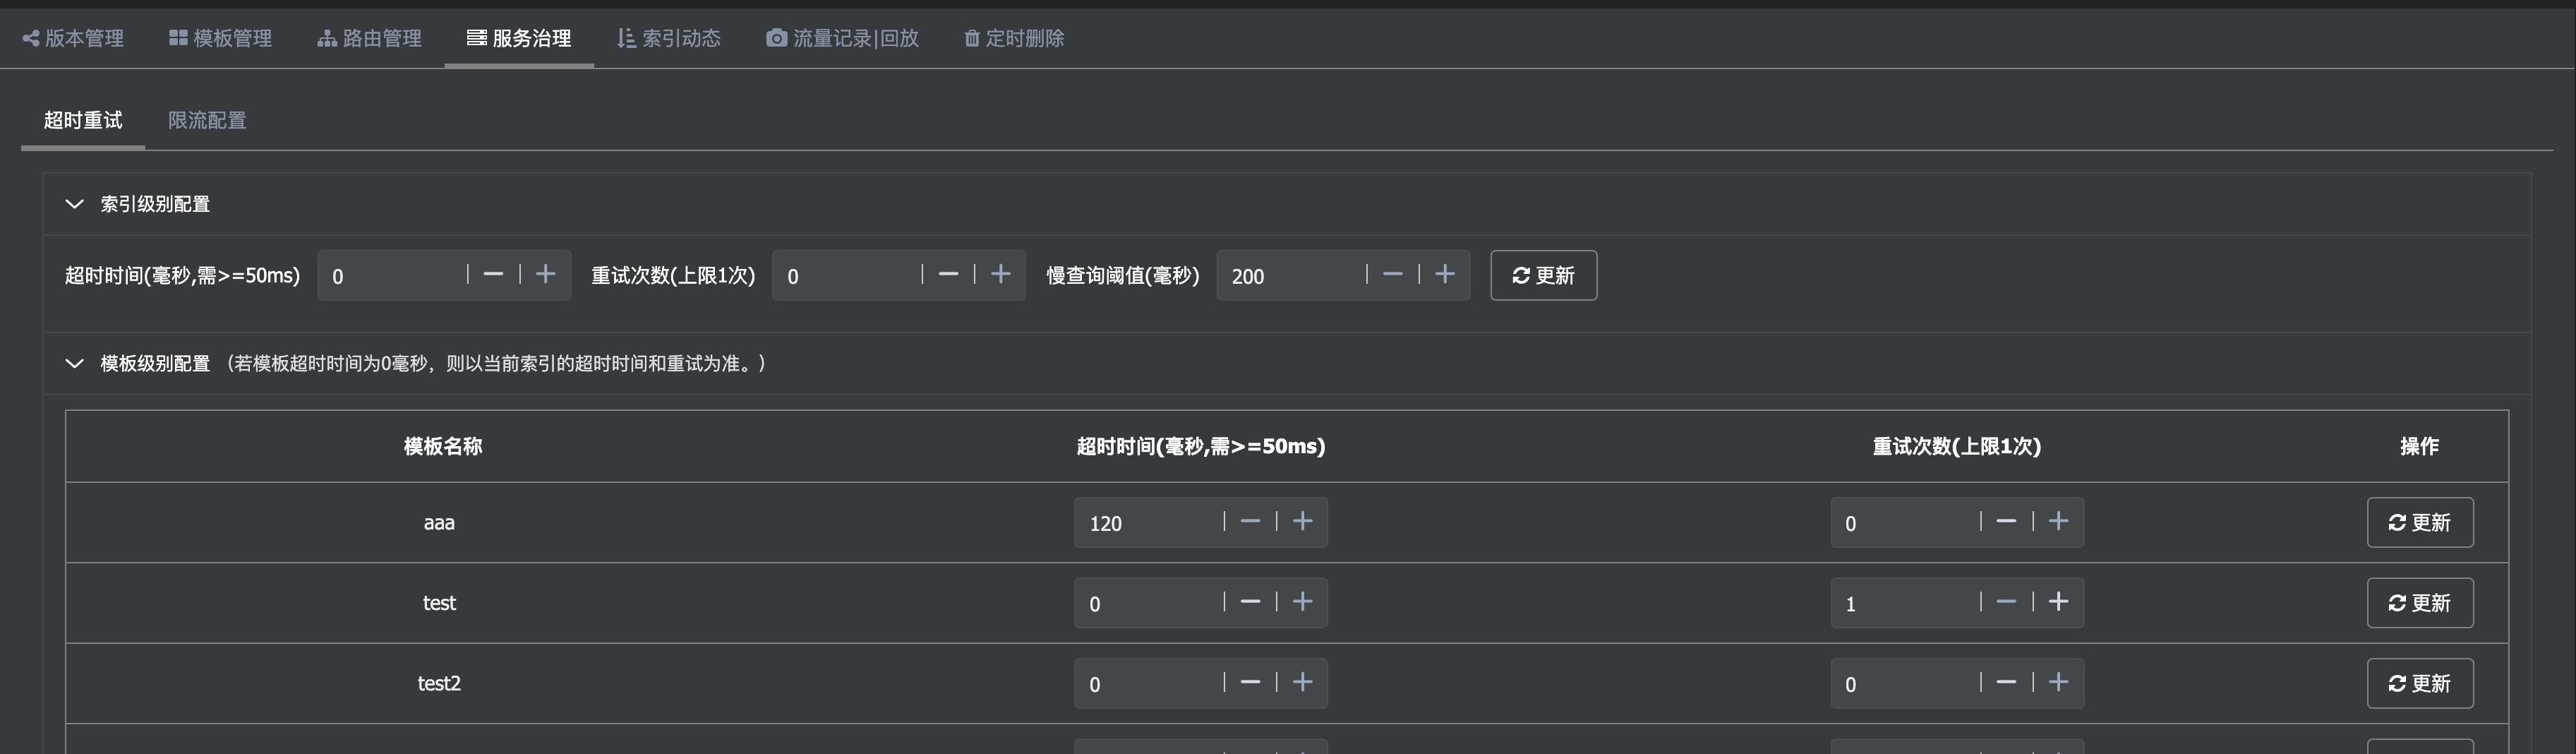 版本管理 模板管理 路由管理 服务治理 索引动态 流量记录|回放 定时删除
超时重试 限流配置
索引级别配置
超时时间(毫秒,需>=50ms) 0 重试次数(上限1次) 0 慢查询阈值(毫秒) 200 更新
模板级别配置 （若模板超时时间为0毫秒，则以当前索引的超时时间和重试为准。）
模板名称 超时时间(毫秒,需>=50ms) 重试次数(上限1次) 操作
aaa 120 0 更新
test 0 1 更新
test2 0 0 更新